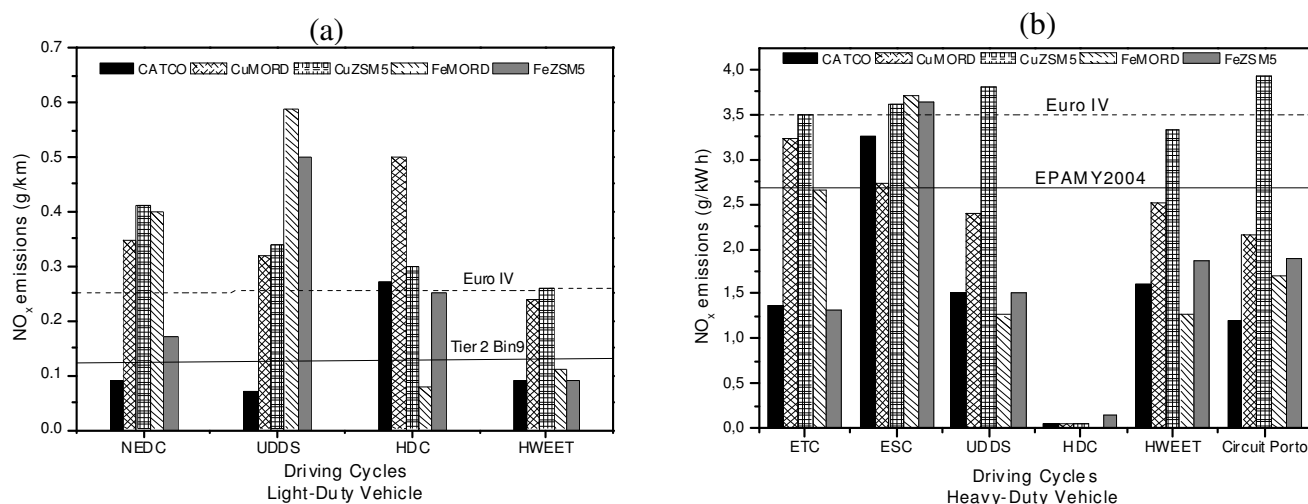 (a)
0.7
0.6
0.5
0.4
0.3
0.2
0.1
0.0
NOx emissions (g/km)
CATCO CuMORD CuZSM5 FeMORD FeZSM5
Euro IV
Tier 2 Bin9
NEDC UDDS HDC HWEET
Driving Cycles
Light-Duty Vehicle
(b)
4,0
3,5
3,0
2,5
2,0
1,5
1,0
0,5
0,0
NOx emissions (g/kWh)
CATCO CuMORD CuZSM5 FeMORD FeZSM5
Euro IV
EPAMY2004
ETC ESC UDDS HDC HWEET Circuit Porto
Driving Cycles
Heavy-Duty Vehicle